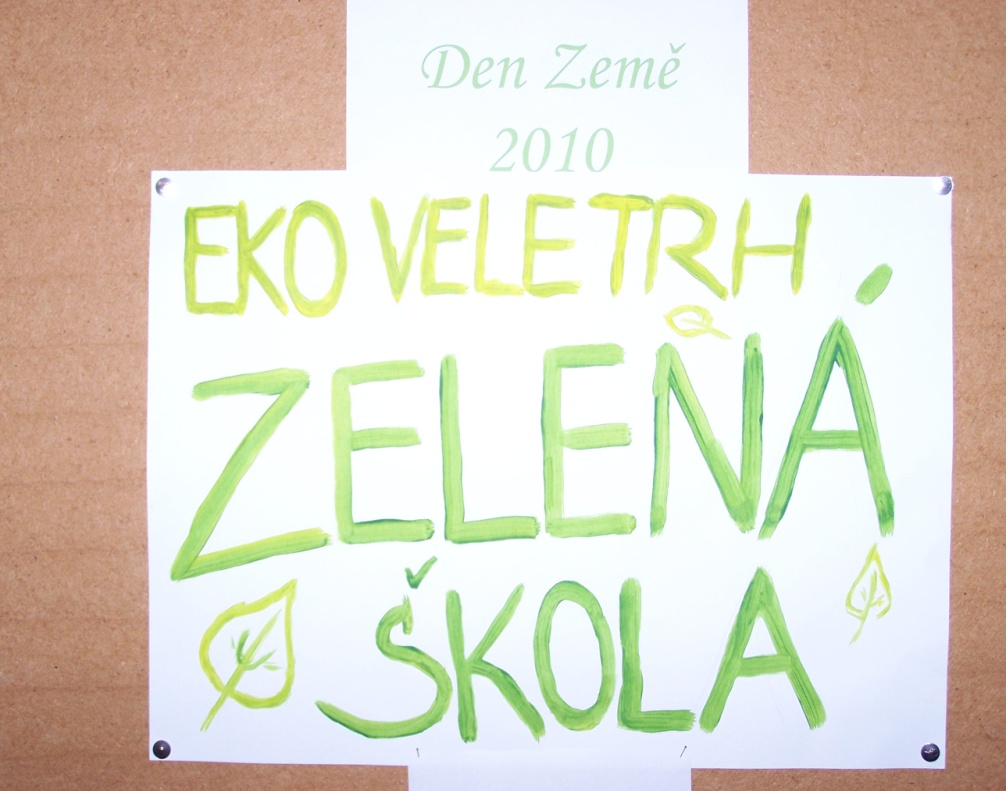 Den Země
2010
EKO VELETRH
ZELENÁ
ŠKOLA